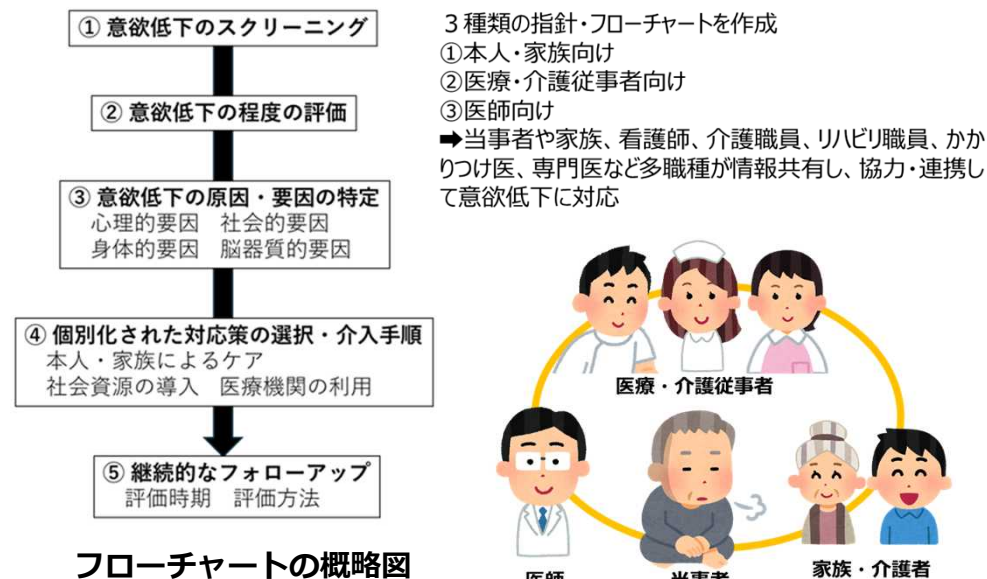 ① 意欲低下のスクリーニング
② 意欲低下の程度の評価
③ 意欲低下の原因・要因の特定
心理的要因 社会的要因
身体的要因 脳器質的要因
④ 個別化された対応策の選択・介入手順
本人・家族によるケア
社会資源の導入 医療機関の利用
⑤ 継続的なフォローアップ
評価時期 評価方法
フローチャートの概略図
３種類の指針・フローチャートを作成
①本人・家族向け
②医療・介護従事者向け
③医師向け
➡当事者や家族、看護師、介護職員、リハビリ職員、かか
りつけ医、専門医など多職種が情報共有し、協力・連携し
て意欲低下に対応
医療・介護従事者
医師
当事者
家族・介護者